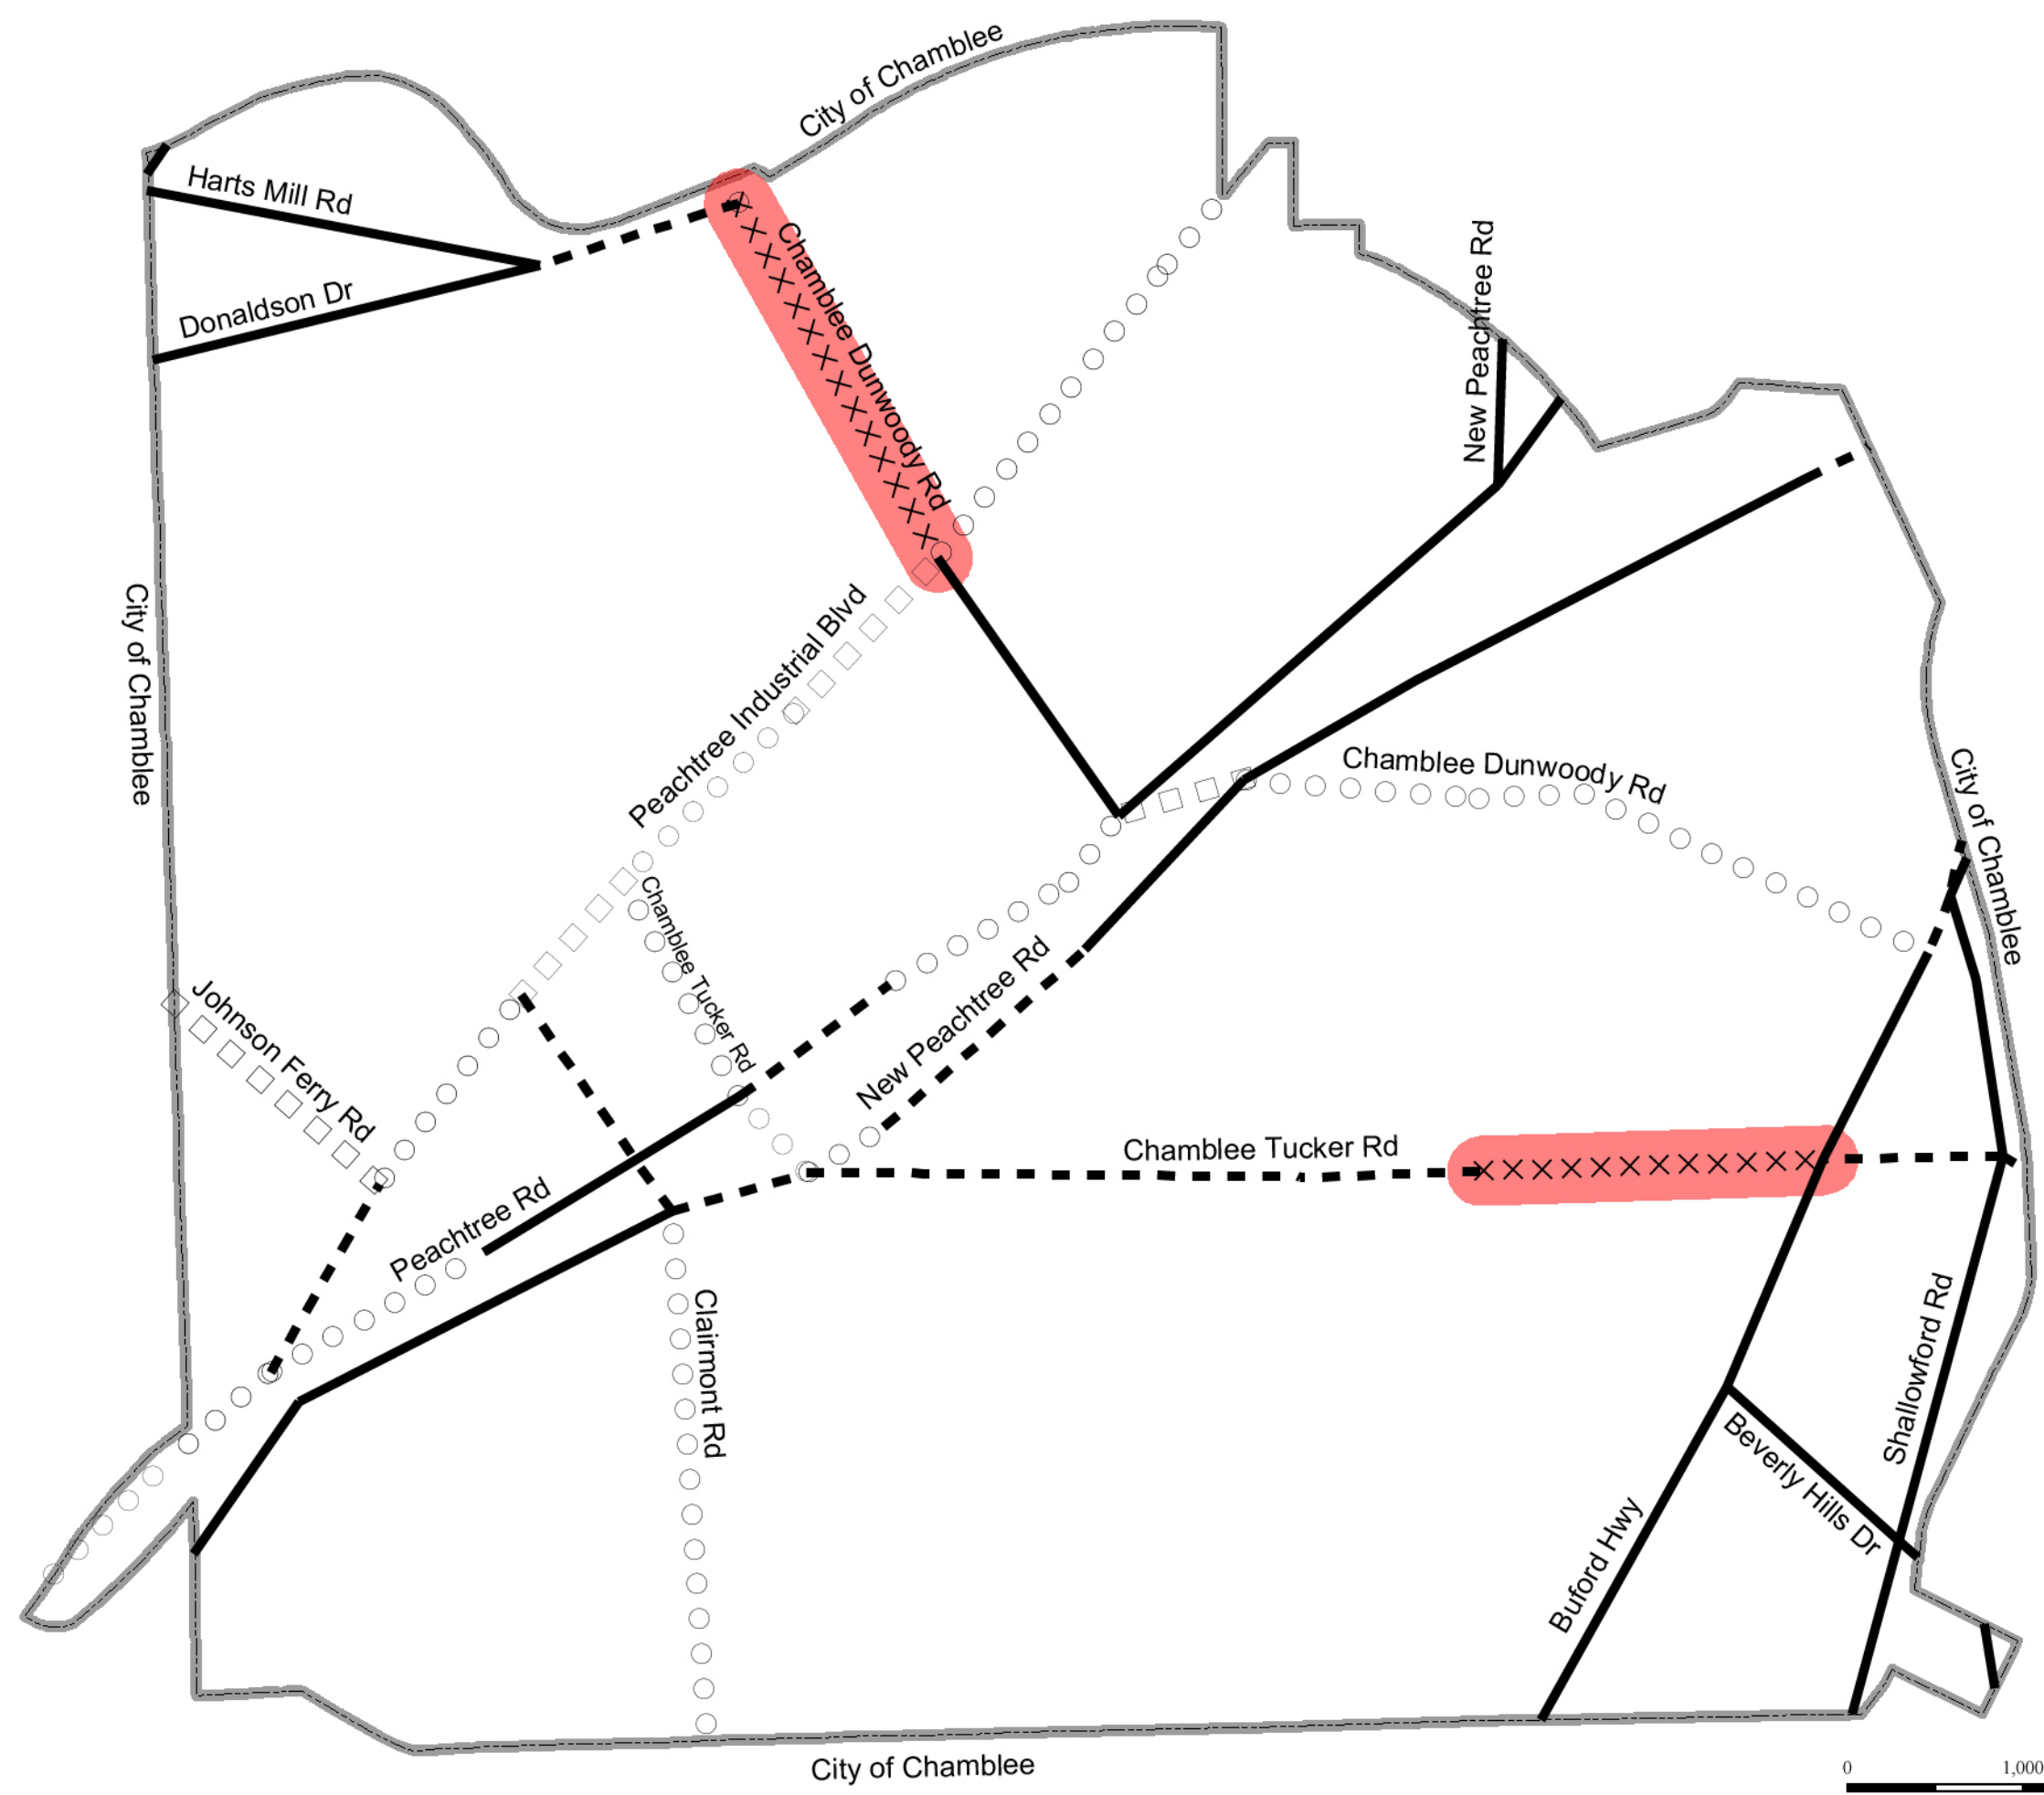 City of Chamblee
Harts Mill Rd
Donaldson Dr
Chamblee Dunwoody Rd
New Peachtree Rd
City of Chamblee
Peachtree Industrial Blvd
Chamblee Dunwoody Rd
City of Chamblee
Chamblee Tucker Rd
Johnson Ferry Rd
New Peachtree Rd
Chamblee Tucker Rd
Peachtree Rd
Clairmont Rd
Shallowford Rd
Beverly Hills Dr
Buford Hwy
City of Chamblee
0 1,000